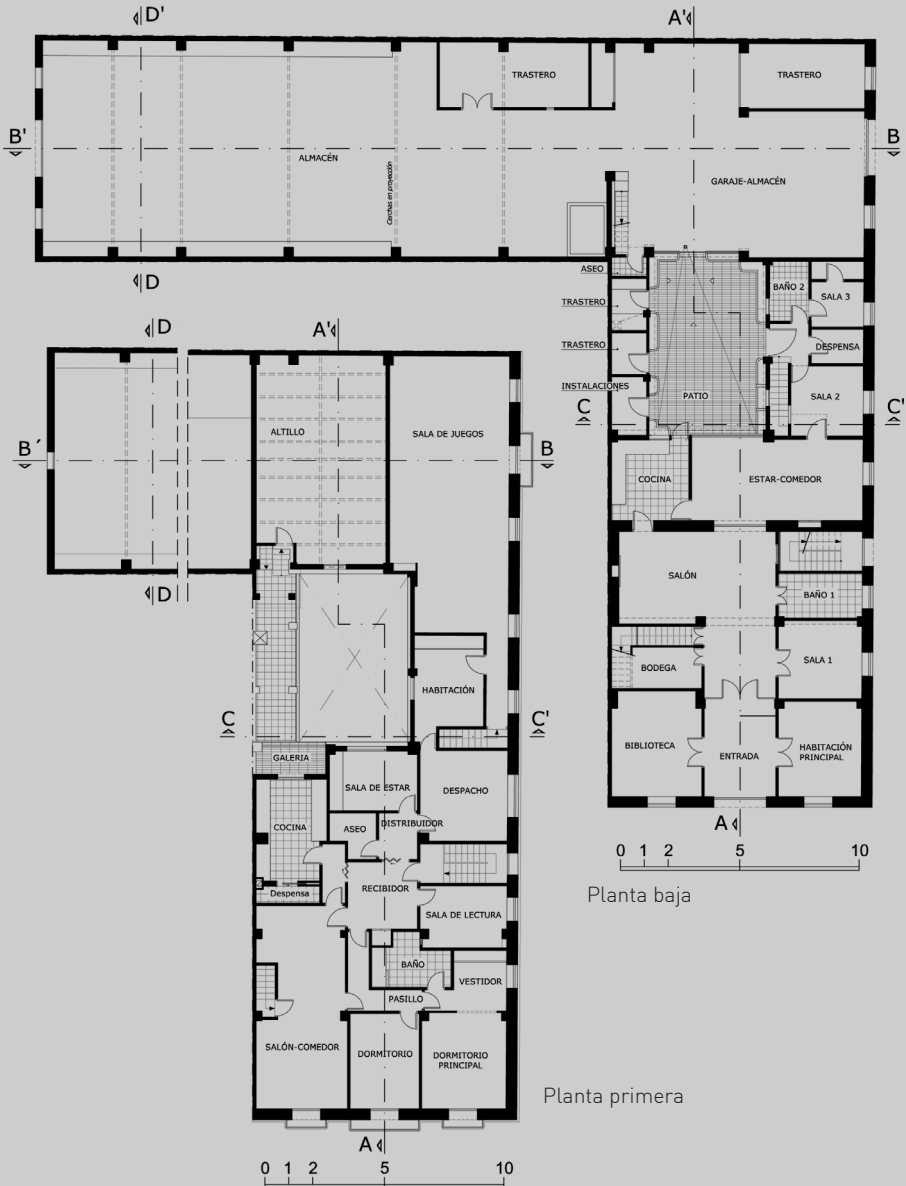 D'
A'
TRASTERO
TRASTERO
B'
B
ALMACÉN
Cerchas en proyección
GARAJE-ALMACÉN
D
ASEO
BAÑO 2
SALA 3
TRASTERO
TRASTERO
DESPENSA
INSTALACIONES
PATIO
SALA 2
C
C'
COCINA
ESTAR-COMEDOR
SALÓN
BAÑO 1
BODEGA
SALA 1
BIBLIOTECA
ENTRADA
HABITACIÓN
PRINCIPAL
A
0 1 2 5 10
Planta baja
D
A'
ALTILLO
SALA DE JUEGOS
B´
B
D
HABITACIÓN
C
C'
GALERIA
SALA DE ESTAR
DESPACHO
COCINA
ASEO
DISTRIBUIDOR
Despensa
RECIBIDOR
SALA DE LECTURA
BAÑO
VESTIDOR
PASILLO
SALÓN-COMEDOR
DORMITORIO
DORMITORIO
PRINCIPAL
A
0 1 2 5 10
Planta primera